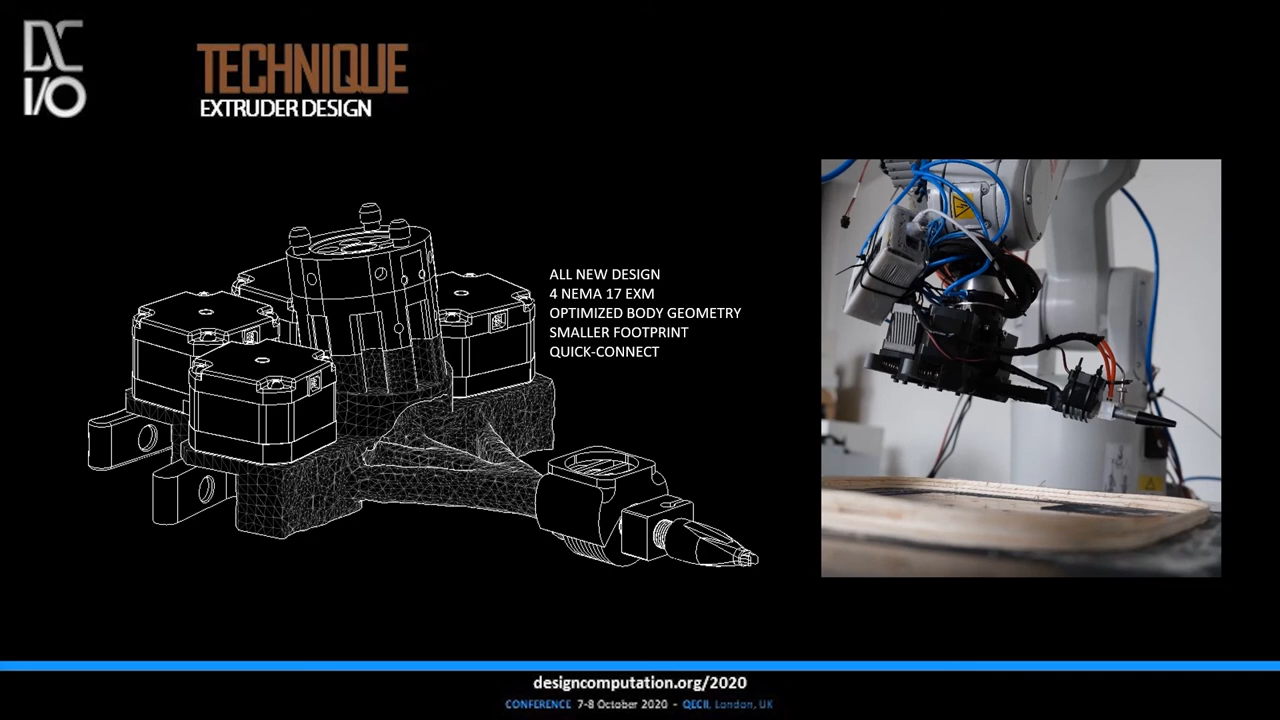 DC
I/O
TECHNIQUE
EXTRUDER DESIGN
ALL NEW DESIGN
4 NEMA 17 EXM
OPTIMIZED BODY GEOMETRY
SMALLER FOOTPRINT
QUICK-CONNECT
designcomputation.org/2020
CONFERENCE 7-8 October 2020 - QECII, London, UK